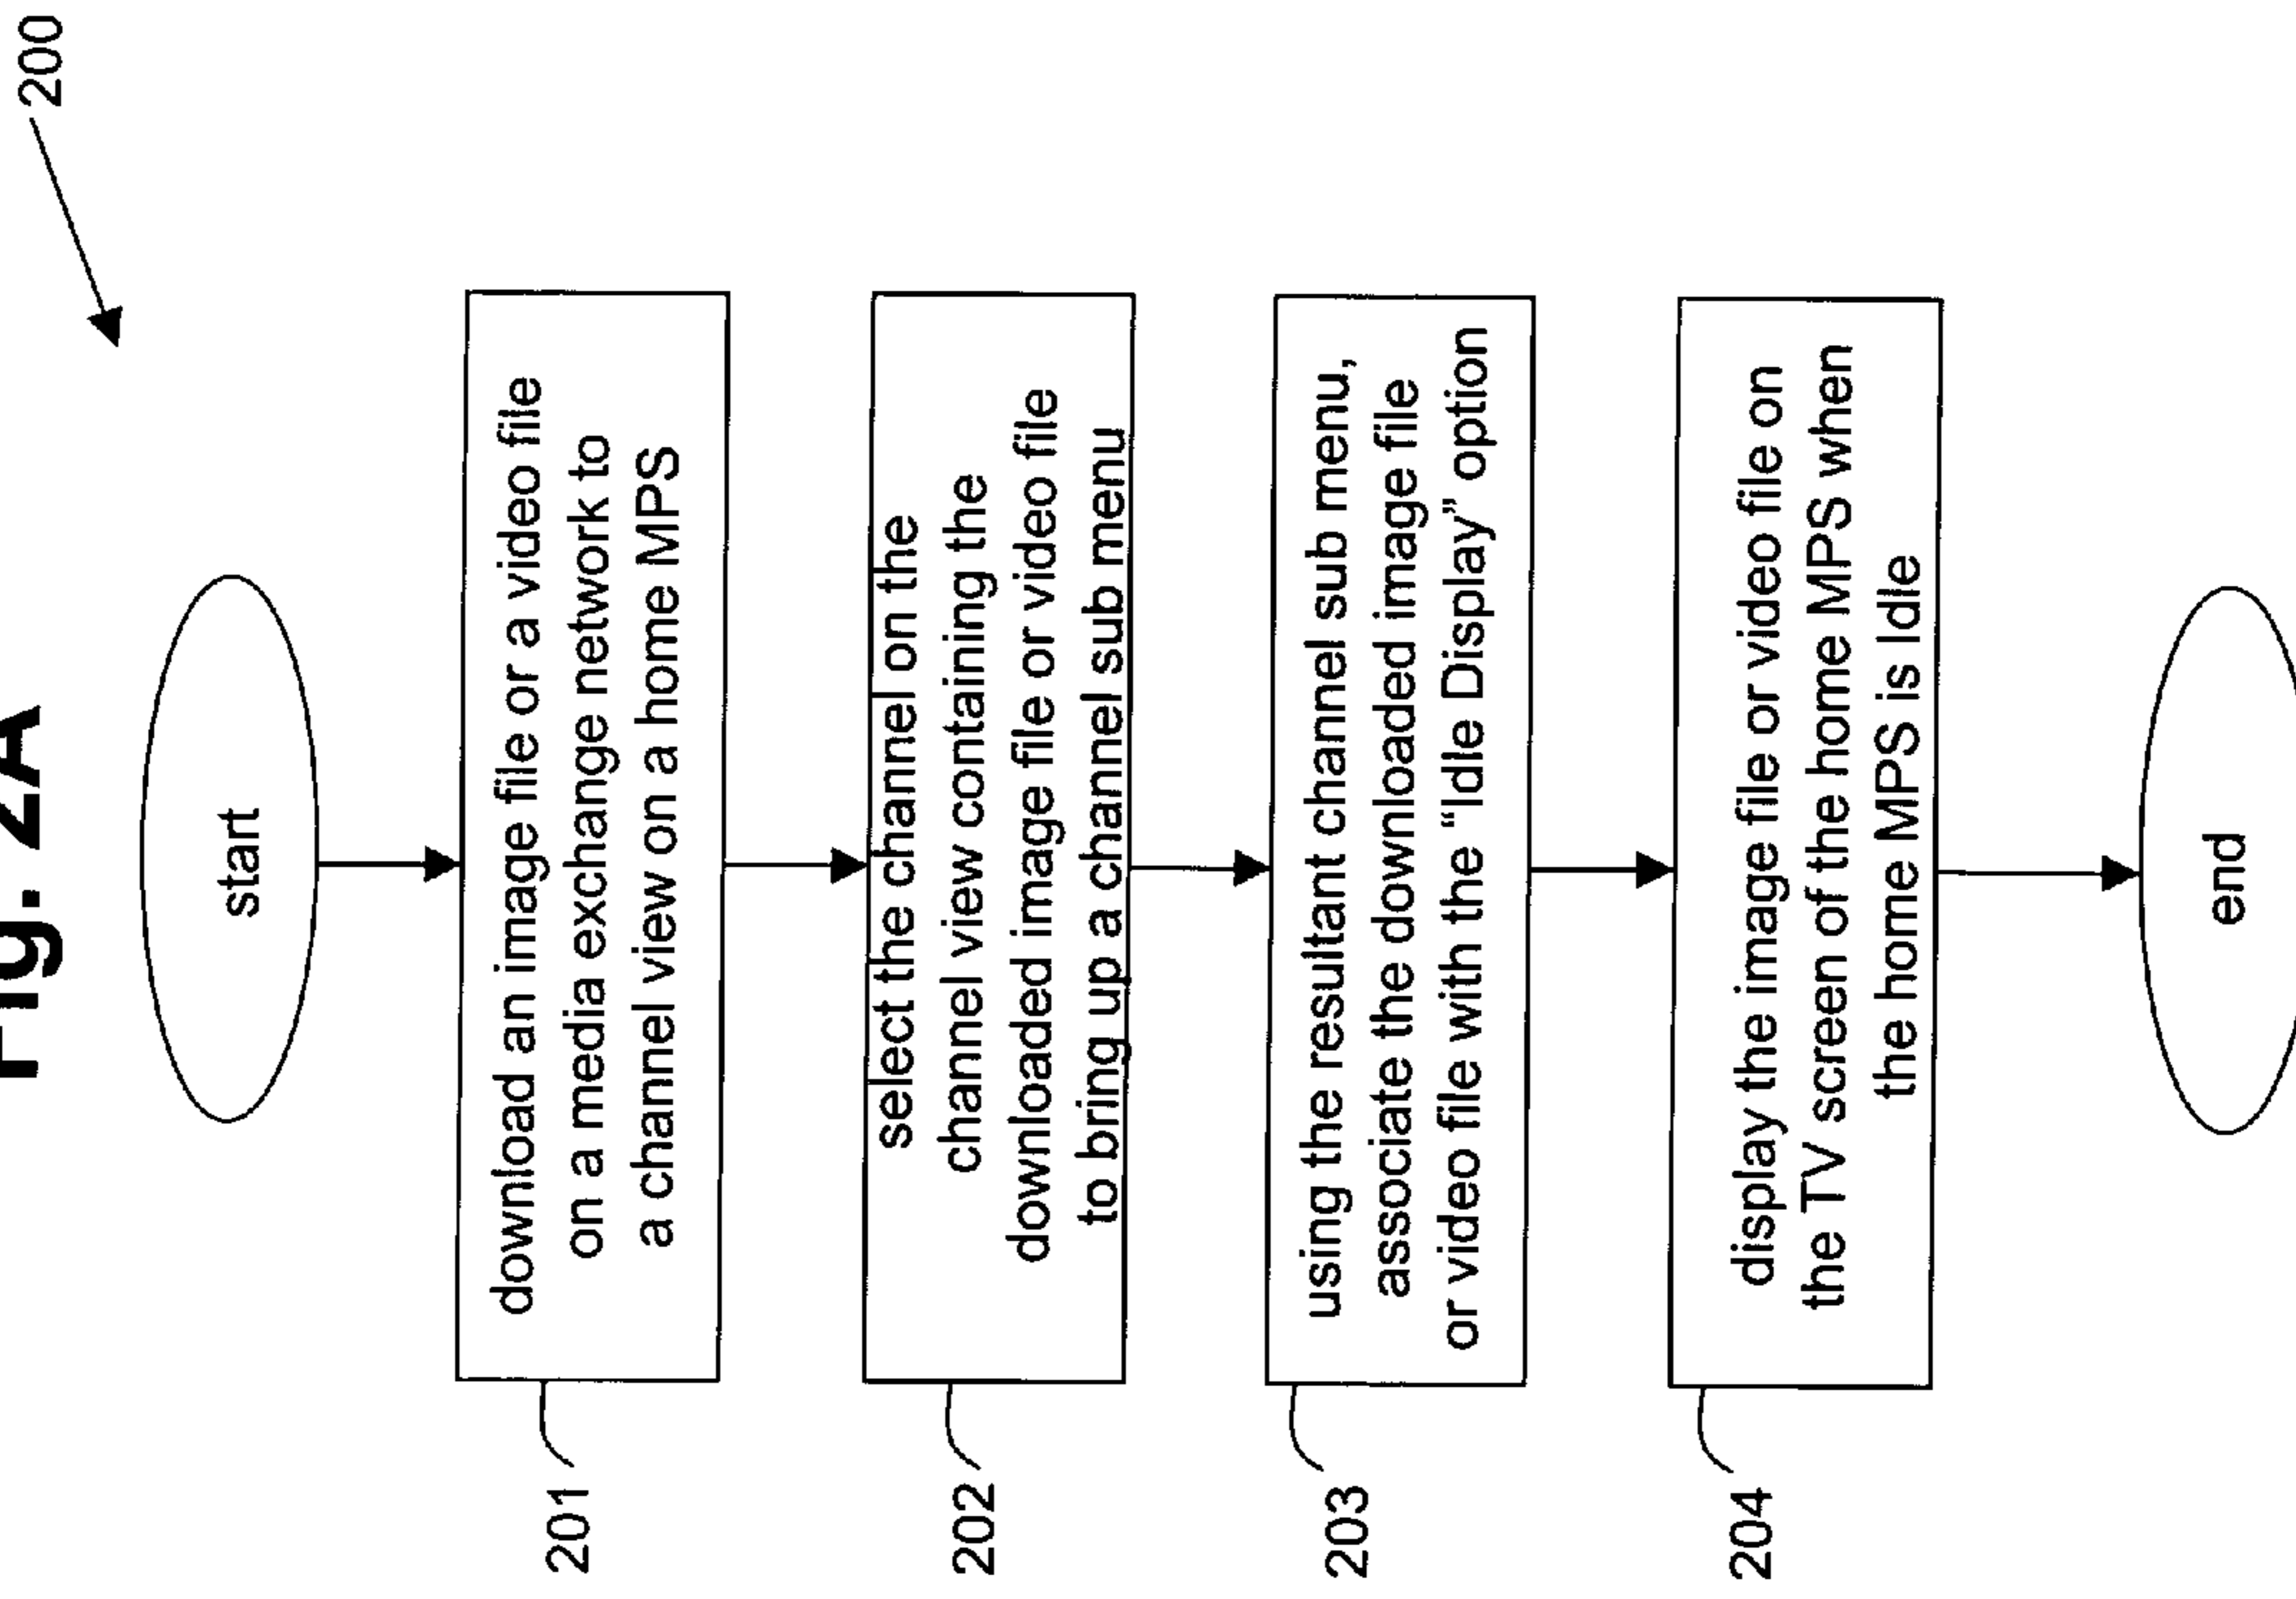 Fig. 2A
200
start
201
download an image file or a video file
on a media exchange network to
a channel view on a home MPS
202
select the channel on the
channel view containing the
downloaded image file or video file
to bring up a channel sub menu
203
using the resultant channel sub menu,
associate the downloaded image file
or video file with the “Idle Display” option
204
display the image file or video file on
the TV screen of the home MPS when
the home MPS is Idle
end